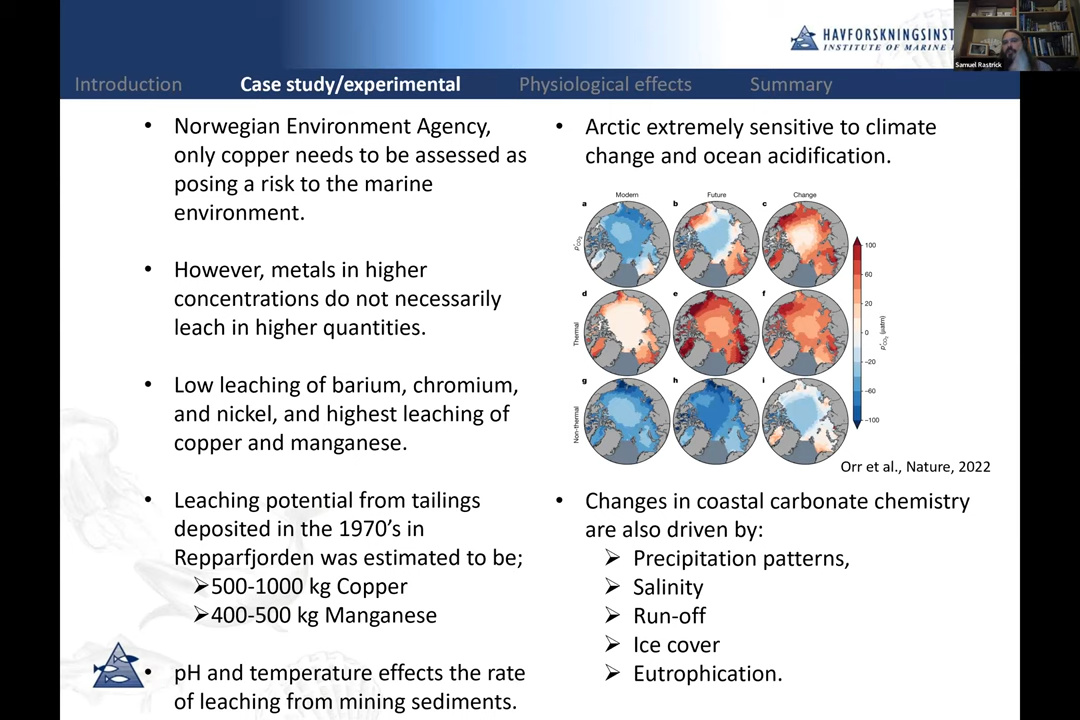 HAVFORSKNINGSINST
INSTITUTE OF MARINE
Samuel Rastrick
Introduction
Case study/experimental
Physiological effects
Summary
• Norwegian Environment Agency,
only copper needs to be assessed as
posing a risk to the marine
environment.
• However, metals in higher
concentrations do not necessarily
leach in higher quantities.
• Low leaching of barium, chromium,
and nickel, and highest leaching of
copper and manganese.
• Leaching potential from tailings
deposited in the 1970's in
Repparfjorden was estimated to be;
➢500-1000 kg Copper
➢400-500 kg Manganese
• pH and temperature effects the rate
of leaching from mining sediments.
• Arctic extremely sensitive to climate
change and ocean acidification.
Modern
Future
Change
a
b
c
d
e
f
g
h
i
Thermal
Non-thermal
100
60
20
0
−20
−60
−100
Orr et al., Nature, 2022
• Changes in coastal carbonate chemistry
are also driven by:
➢ Precipitation patterns,
➢ Salinity
➢ Run-off
➢ Ice cover
➢ Eutrophication.